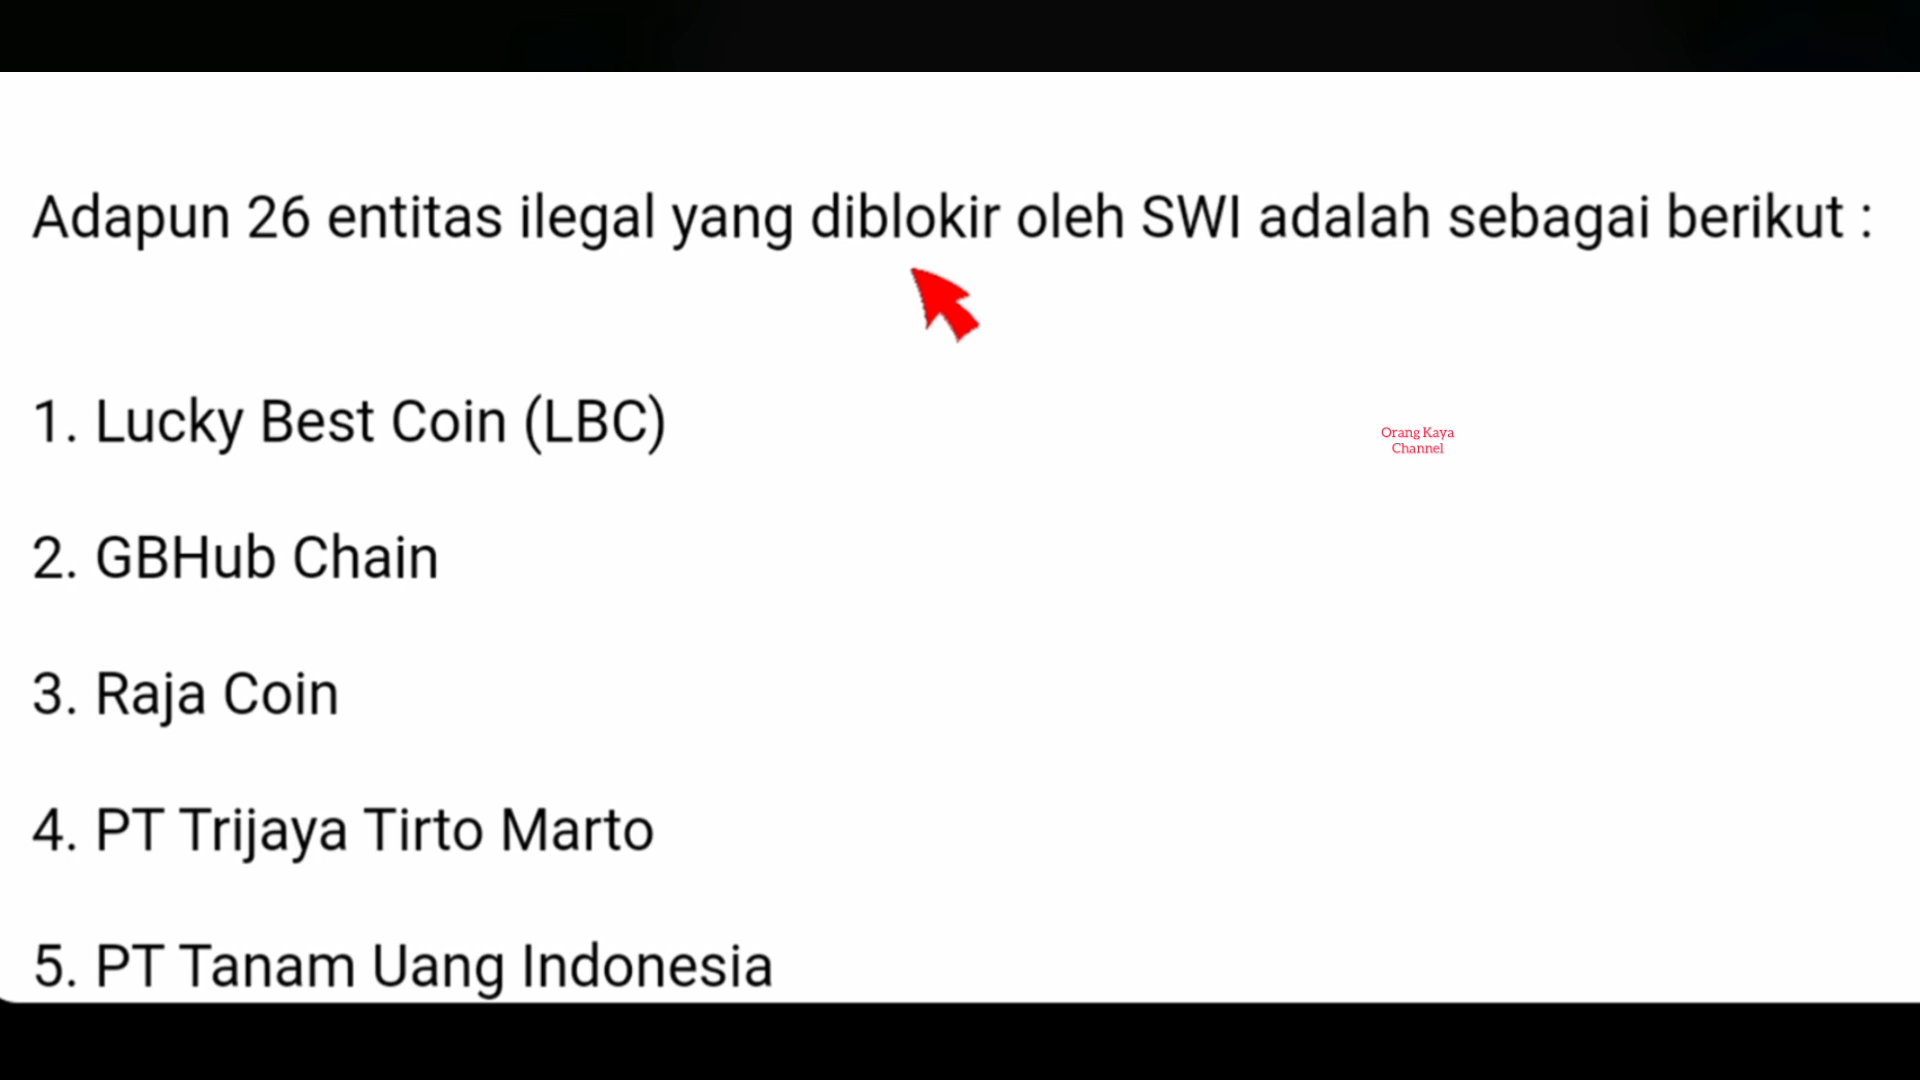 Adapun 26 entitas ilegal yang diblokir oleh SWI adalah sebagai berikut :
1. Lucky Best Coin (LBC)
Orang Kaya
Channel
2. GBHub Chain
3. Raja Coin
4. PT Trijaya Tirto Marto
5. PT Tanam Uang Indonesia